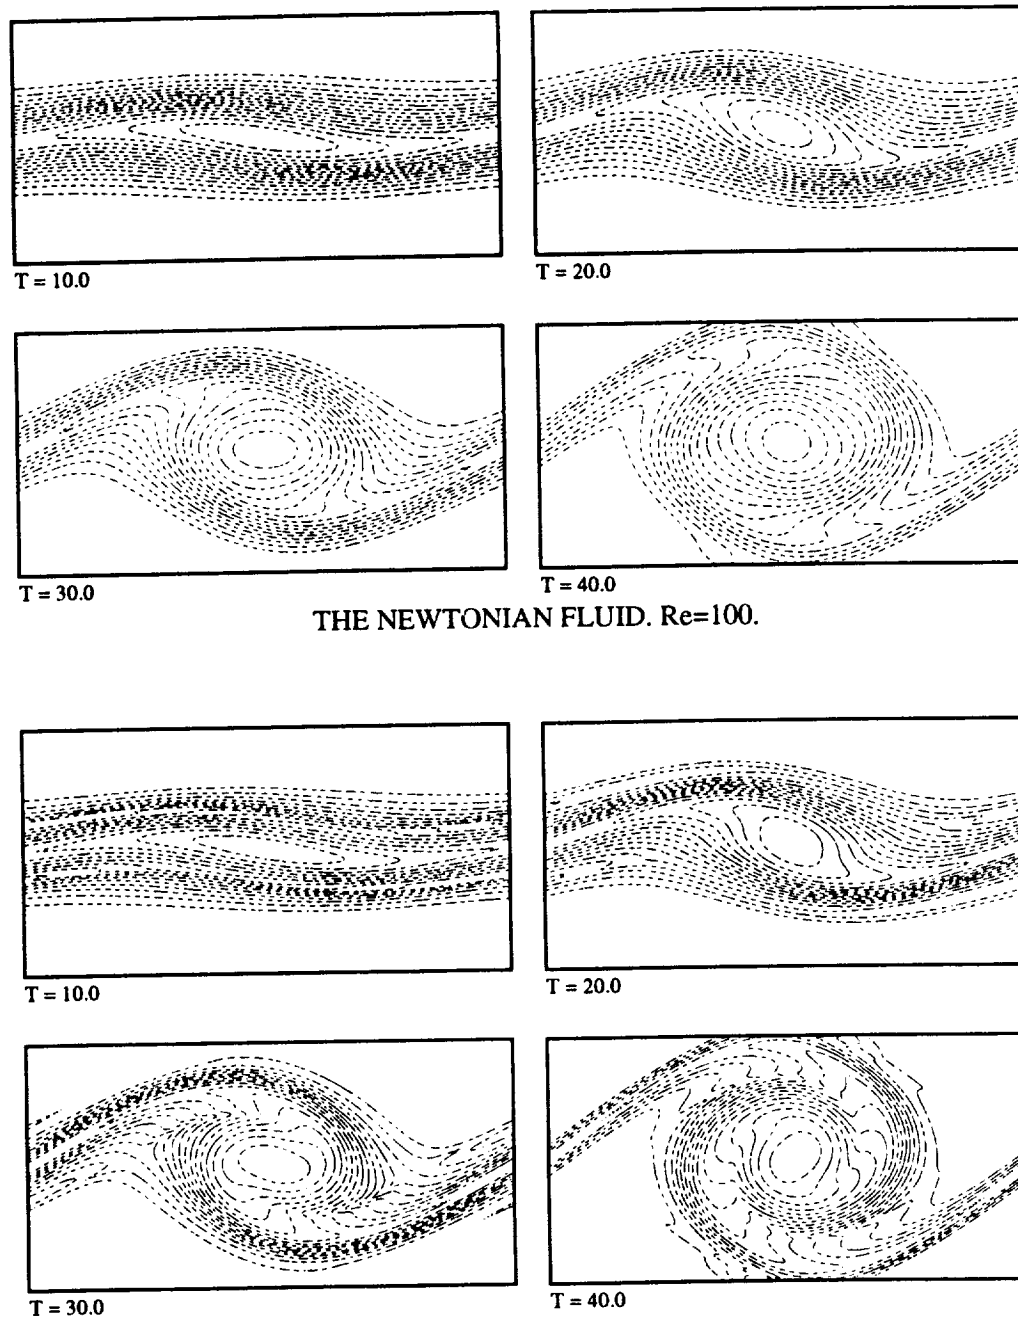 T = 10.0
T = 20.0
T = 30.0
T = 40.0
THE NEWTONIAN FLUID. Re=100.
T = 10.0
T = 20.0
T = 30.0
T = 40.0